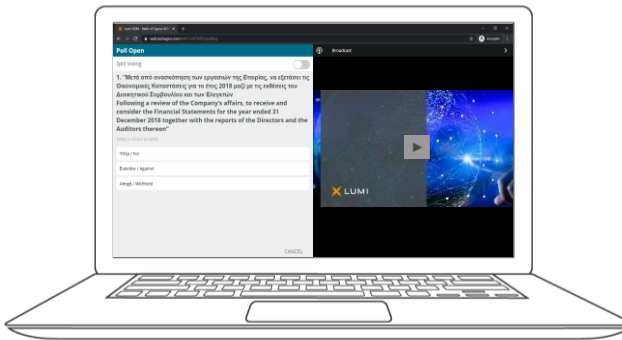 Poll Open
Broadcast
Split Voting
1. "Μετά από ανασκόπηση των εργασιών της Εταιρίας, να εξετάσει τις
Οικονομικές Καταστάσεις για το έτος 2018 μαζί με τις εκθέσεις του
Διοικητικού Συμβουλίου και των Ελεγκτών
Following a review of the Company's affairs, to receive and
consider the Financial Statements for the year ended 31
December 2018 together with the reports of the Directors and the
Auditors thereon"
Υπέρ / For
Εναντίον / Against
Αποχή / Withheld
LUMI
CANCEL